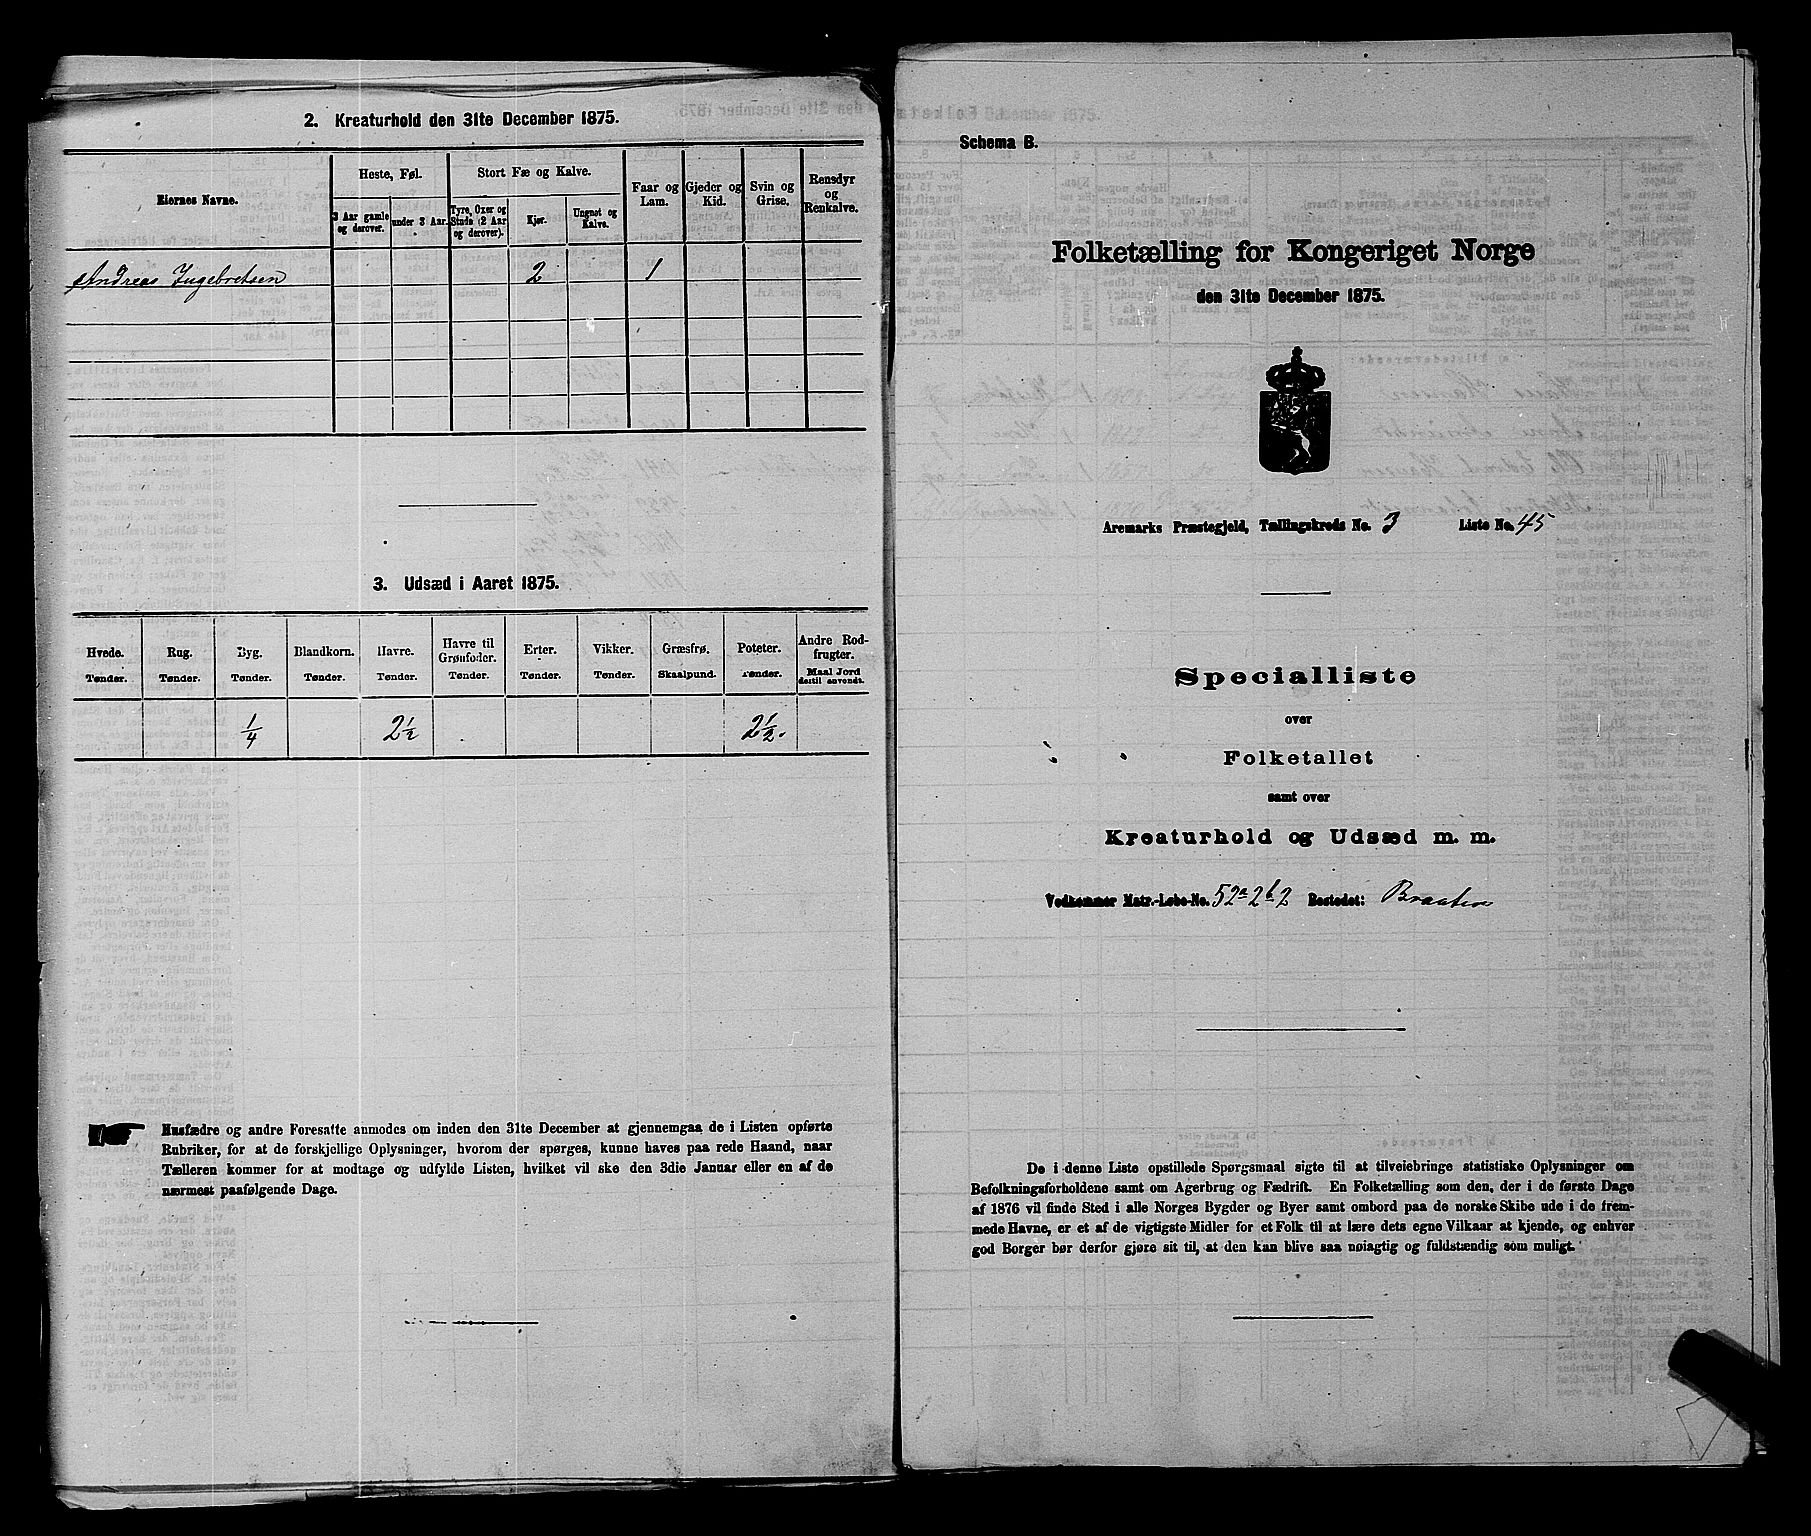 2. Kreaturhold den 31te December 1875.
Eiernes Navne.
Heste, Føl.
3 Aar gamle og derover.
under 3 Aar.
Stort Fæ og Kalve.
Tyre, Oxer og Stude (2 Aar og derover).
Kjør.
Ungnøt og Kalve.
Faar og Lam.
Gjeder og Kid.
Svin og Grise.
Rensdyr og Renkalve.
Andreas Ingebretsen 2 1
3. Udsæd i Aaret 1875.
Hvede. Rug. Byg. Blandkorn. Havre. Havre til Grønfoder. Erter. Vikker. Græsfrø. Poteter. Andre Rodfrugter.
Tønder. Tønder. Tønder. Tønder. Tønder. Tønder. Tønder. Tønder. Skaalpund. Tønder. Maal Jord dertil anvendt.
1/4 2 1/2 2 1/2.
Husfædre og andre Foresatte anmodes om inden den 31te December at gjennemgaa de i Listen opførte
Rubriker, for at de forskjellige Oplysninger, hvorom der spørges, kunne haves paa rede Haand, naar
Tælleren kommer for at modtage og udfylde Listen, hvilket vil ske den 3die Januar eller en af de
nærmest paafølgende Dage.
Schema B.
Folketælling for Kongeriget Norge
den 31te December 1875.
Aremarks Præstegjeld, Tællingskreds No. 3 Liste No. 45
Specialliste
over
Folketallet
samt over
Kreaturhold og Udsæd m. m.
Vedkommer Matr.-Løbe-No. 52a2b2 Bostedet: Braaten
De i denne Liste opstillede Spørgsmaal sigte til at tilveiebringe statistiske Oplysninger om
Befolkningsforholdene samt om Agerbrug og Fædrift. En Folketælling som den, der i de første Dage
af 1876 vil finde Sted i alle Norges Bygder og Byer samt ombord paa de norske Skibe ude i de frem-
mede Havne, er et af de vigtigste Midler for et Folk til at lære dets egne Vilkaar at kjende, og enhver
god Borger bør derfor gjøre sit til, at den kan blive saa nøiagtig og fuldstændig som muligt.